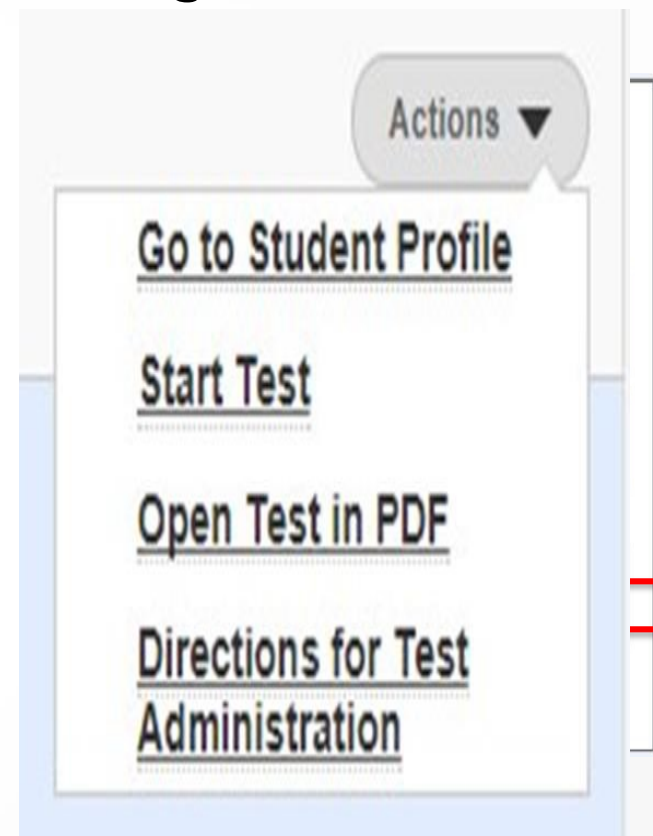 Actions
Go to Student Profile
Start Test
Open Test in PDF
Directions for Test
Administration